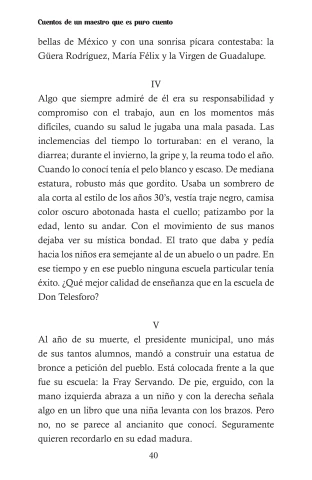 Cuentos de un maestro que es puro cuento
bellas de México y con una sonrisa pícara contestaba: la
Güera Rodríguez, María Félix y la Virgen de Guadalupe.
IV
Algo que siempre admiré de él era su responsabilidad y
compromiso con el trabajo, aun en los momentos más
difíciles, cuando su salud le jugaba una mala pasada. Las
inclemencias del tiempo lo torturaban: en el verano, la
diarrea; durante el invierno, la gripe y, la reuma todo el año.
Cuando lo conocí tenía el pelo blanco y escaso. De mediana
estatura, robusto más que gordito. Usaba un sombrero de
ala corta al estilo de los años 30's, vestía traje negro, camisa
color oscuro abotonada hasta el cuello; patizambo por la
edad, lento su andar. Con el movimiento de sus manos
dejaba ver su mística bondad. El trato que daba y pedía
hacia los niños era semejante al de un abuelo o un padre. En
ese tiempo y en ese pueblo ninguna escuela particular tenía
éxito. ¿Qué mejor calidad de enseñanza que en la escuela de
Don Telesforo?
V
Al año de su muerte, el presidente municipal, uno más
de sus tantos alumnos, mandó a construir una estatua de
bronce a petición del pueblo. Está colocada frente a la que
fue su escuela: la Fray Servando. De pie, erguido, con la
mano izquierda abraza a un niño y con la derecha señala
algo en un libro que una niña levanta con los brazos. Pero
no, no se parece al ancianito que conocí. Seguramente
quieren recordarlo en su edad madura.
40